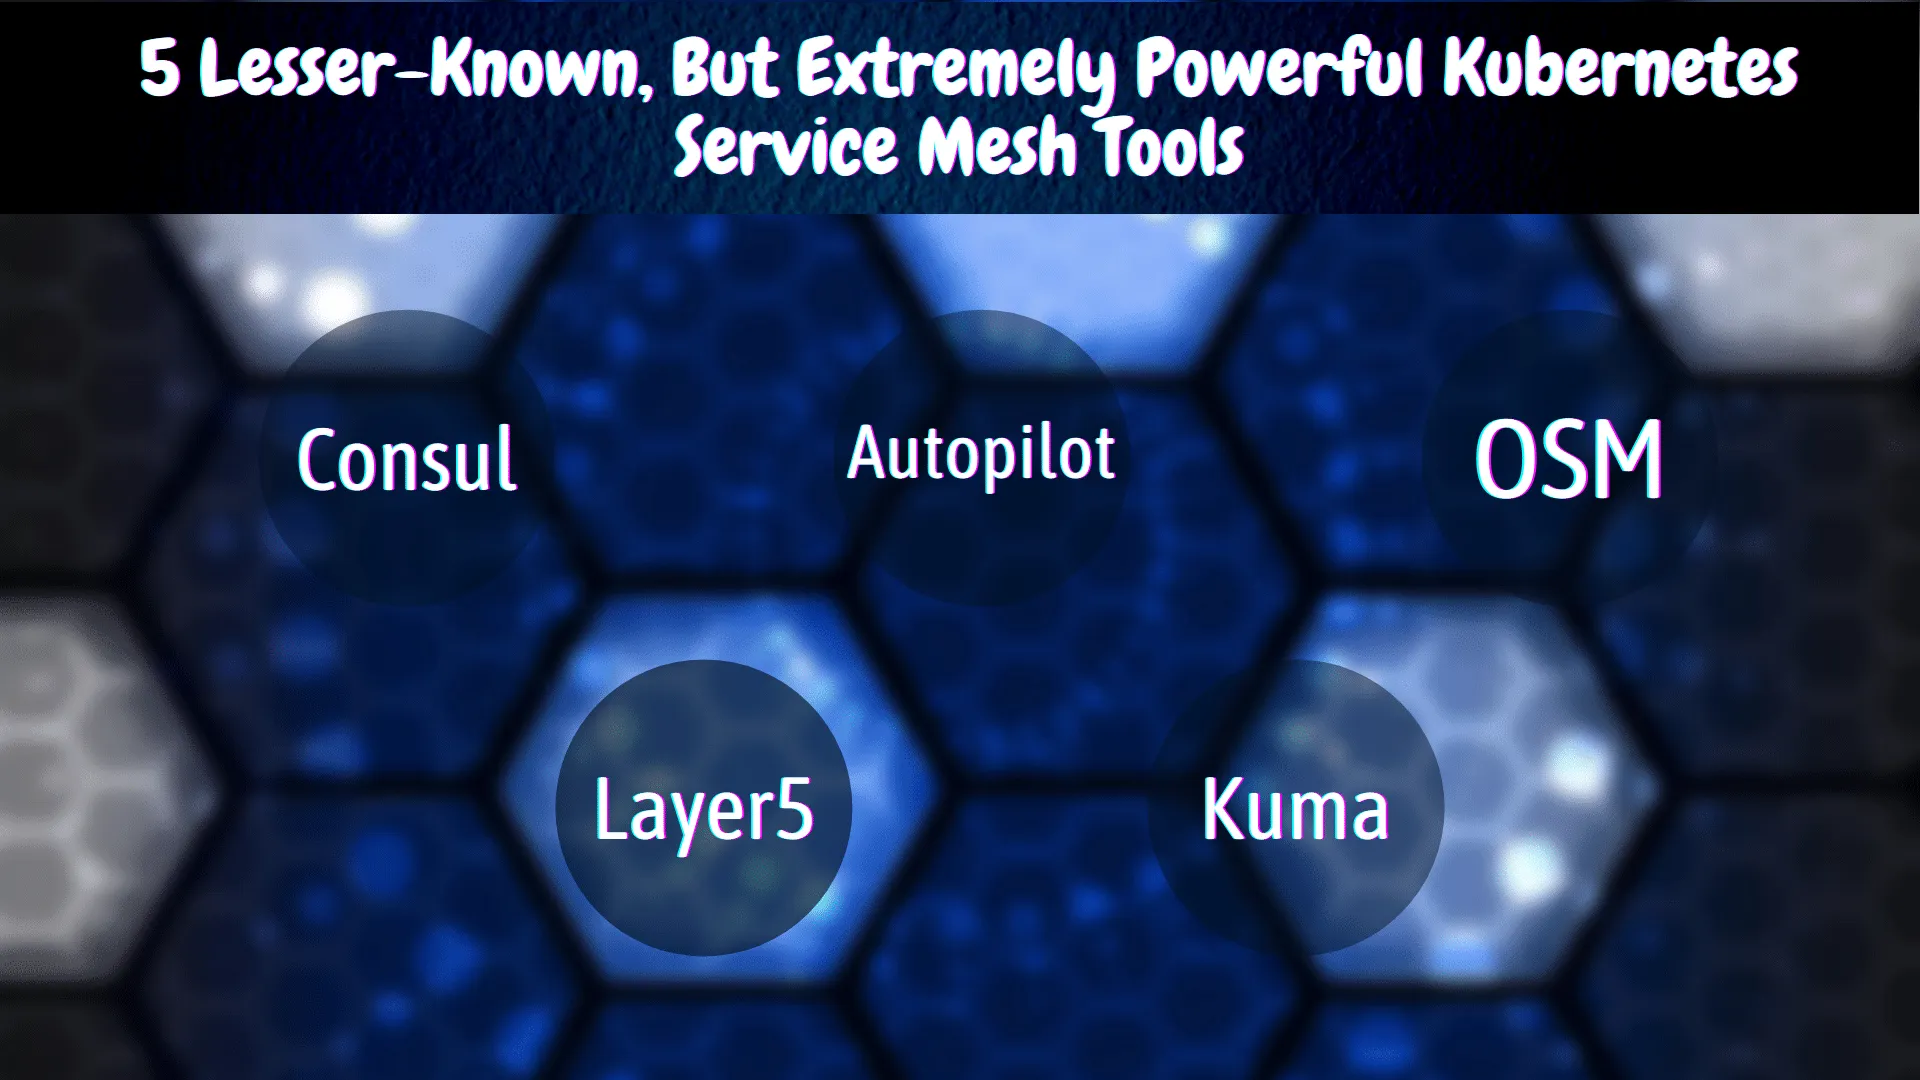 5 Lesser-Known, But Extremely Powerful Kubernetes
Service Mesh Tools
Consul
Autopilot
OSM
Layer5
Kuma